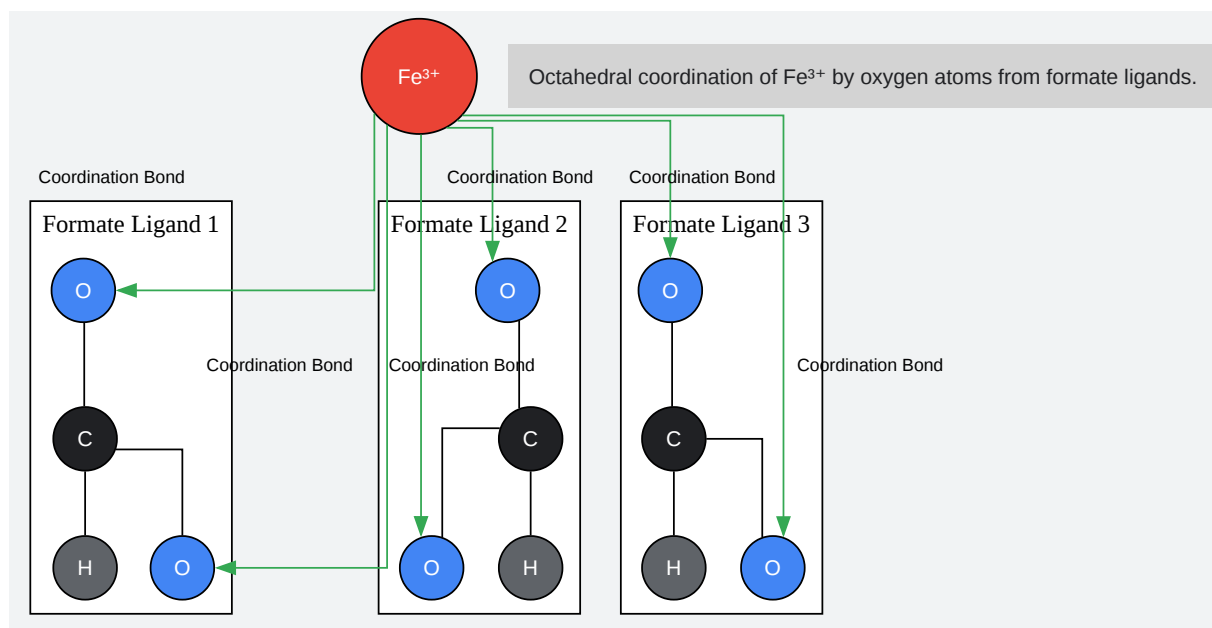 Fe³⁺
Octahedral coordination of Fe³⁺ by oxygen atoms from formate ligands.
Coordination Bond
Coordination Bond
Coordination Bond
Formate Ligand 1
Formate Ligand 2
Formate Ligand 3
O
O
O
Coordination Bond
Coordination Bond
Coordination Bond
C
C
C
H
O
O
H
H
O